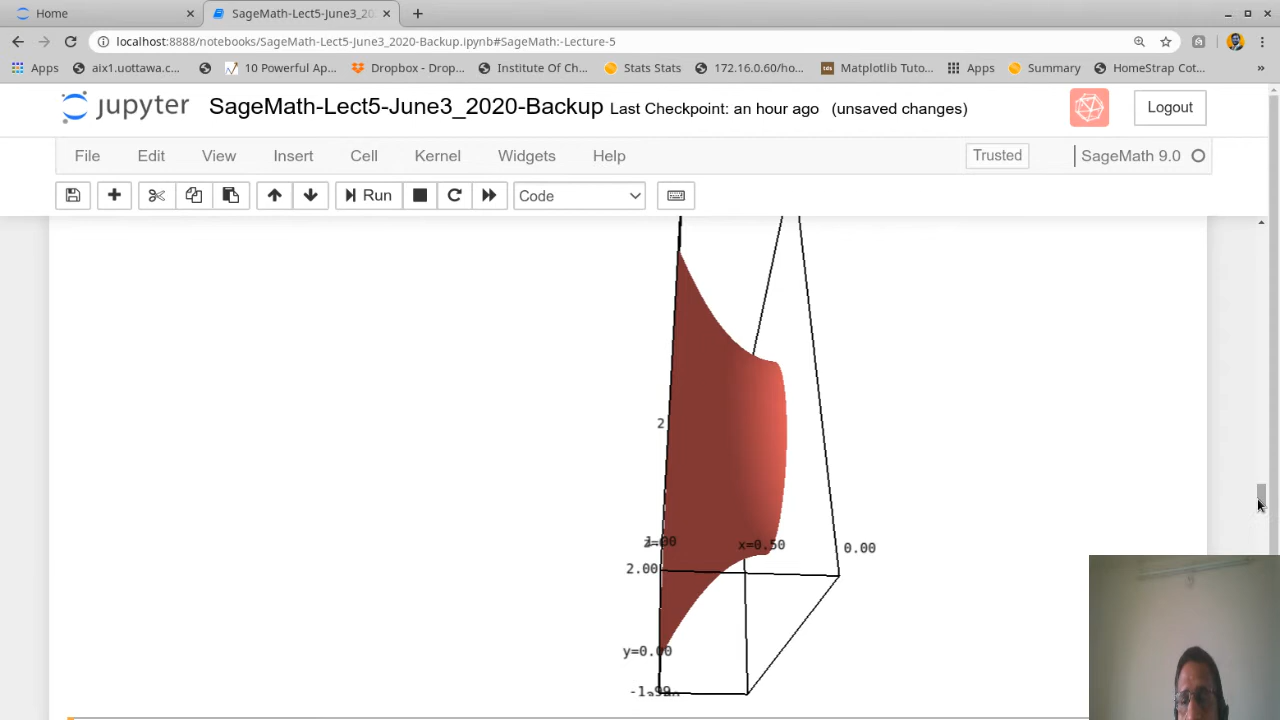 Home
SageMath-Lect5-June3_20
localhost:8888/notebooks/SageMath-Lect5-June3_2020-Backup.ipynb#SageMath:-Lecture-5
Apps aix1.uottawa.c... 10 Powerful Ap... Dropbox - Drop... Institute Of Ch... Stats Stats 172.16.0.60/ho... Matplotlib Tuto... Apps Summary HomeStrap Cot... »
jupyter SageMath-Lect5-June3_2020-Backup Last Checkpoint: an hour ago (unsaved changes) Logout
File Edit View Insert Cell Kernel Widgets Help Trusted SageMath 9.0
Run Code
2
x=0.50 0.00
2.00
y=0.00